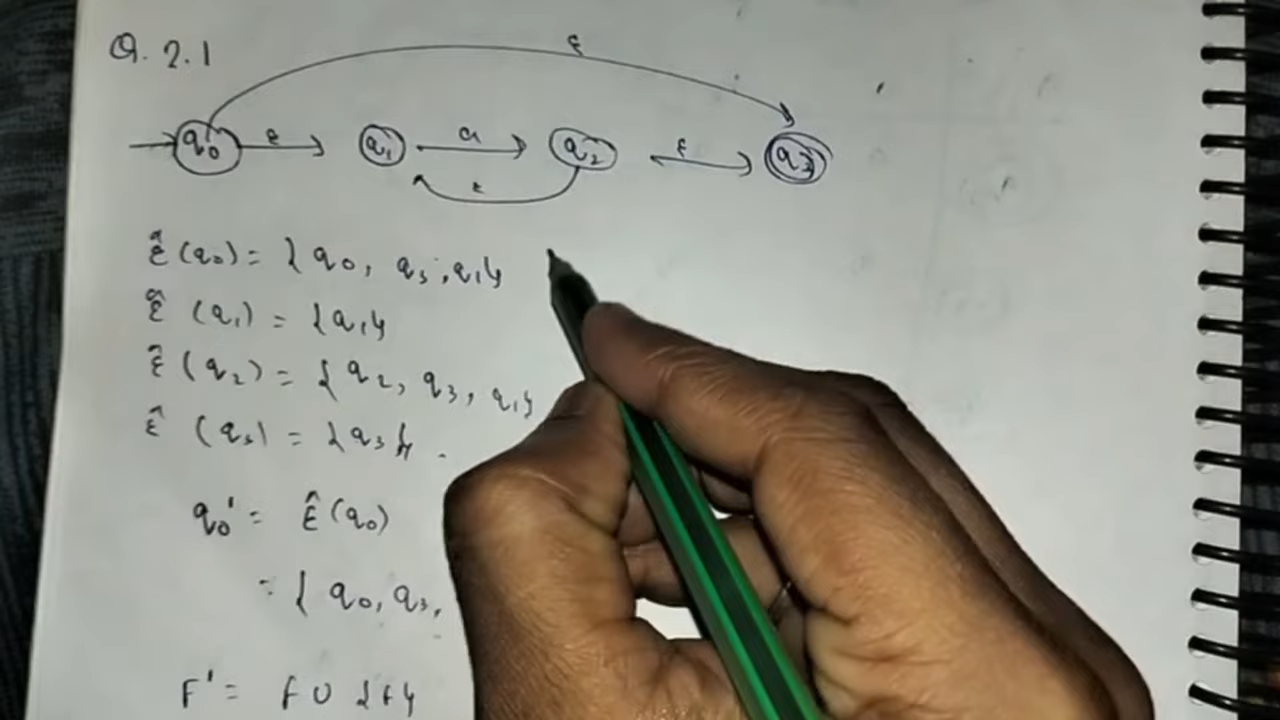 Q. 2.1
ε
q0 ε q1 a q2 ε q3
ε
ε̂ (q0) = { q0, q3, q1}
ε̂ (q1) = {q1}
ε̂ (q2) = { q2, q3, q1}
ε̂ (q3) = {q3}.
q0' = ε̂ (q0)
= { q0, q3,
F' = F ∪ {F}